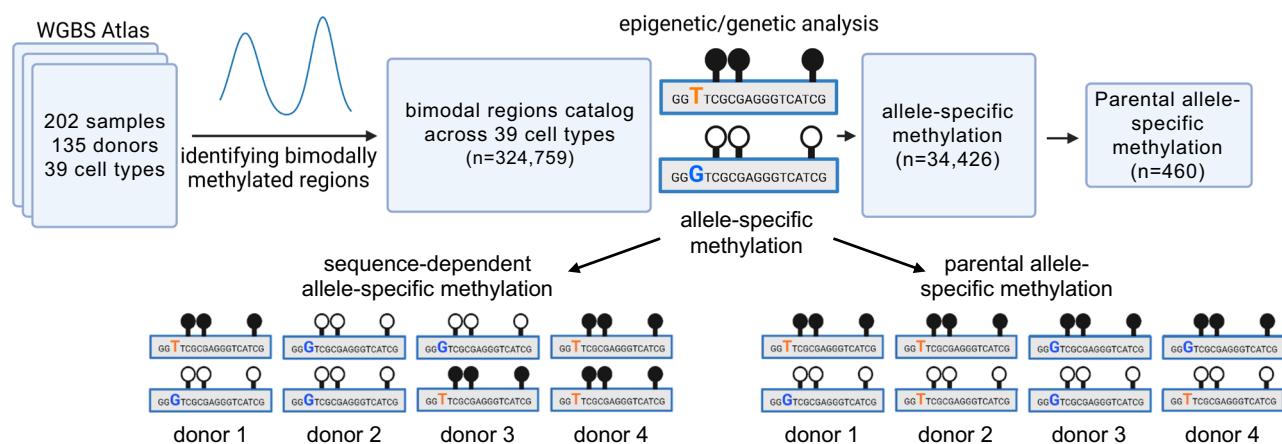 WGBS Atlas
202 samples
135 donors
39 cell types
identifying bimodally
methylated regions
bimodal regions catalog
across 39 cell types
(n=324,759)
epigenetic/genetic analysis
GGTTCGCGAGGGTCATCG
GGGTCGCGAGGGTCATCG
allele-specific
methylation
allele-specific
methylation
(n=34,426)
Parental allele-
specific
methylation
(n=460)
sequence-dependent
allele-specific methylation
GGTTCGCGAGGGTCATCG
GGGTCGCGAGGGTCATCG
donor 1
GGGTCGCGAGGGTCATCG
GGGTCGCGAGGGTCATCG
donor 2
GGGTCGCGAGGGTCATCG
GGTTCGCGAGGGTCATCG
donor 3
GGTTCGCGAGGGTCATCG
GGTTCGCGAGGGTCATCG
donor 4
parental allele-
specific methylation
GGTTCGCGAGGGTCATCG
GGGTCGCGAGGGTCATCG
donor 1
GGTTCGCGAGGGTCATCG
GGTTCGCGAGGGTCATCG
donor 2
GGGTCGCGAGGGTCATCG
GGGTCGCGAGGGTCATCG
donor 3
GGGTCGCGAGGGTCATCG
GGTTCGCGAGGGTCATCG
donor 4